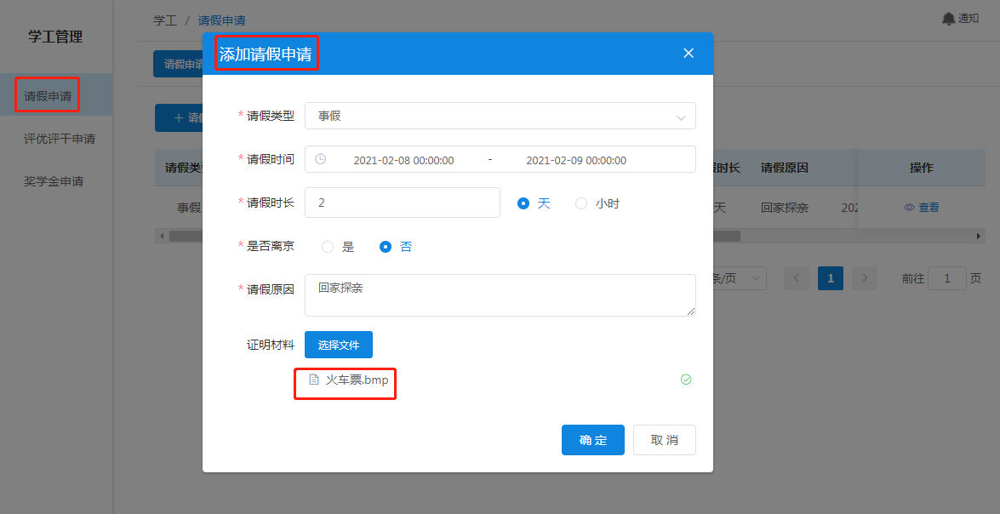 学工管理
请假申请
评优评干申请
奖学金申请
学工 / 请假申请
通知
请假申请
+ 请
添加请假申请
* 请假类型 事假
* 请假时间 2021-02-08 00:00:00 - 2021-02-09 00:00:00
* 请假时长 2 天 小时
* 是否离京 是 否
* 请假原因 回家探亲
证明材料 选择文件
火车票.bmp
确 定 取 消
请假类 时长 请假原因 操作
事假 天 回家探亲 202 查看
条/页 1 前往 1 页